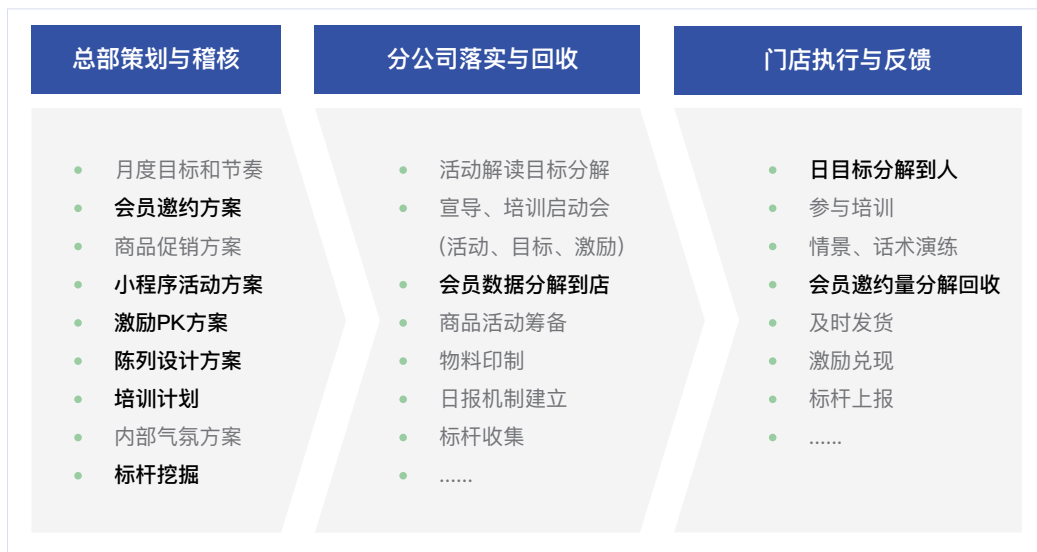 总部策划与稽核
月度目标和节奏
会员邀约方案
商品促销方案
小程序活动方案
激励PK方案
陈列设计方案
培训计划
内部气氛方案
标杆挖掘
分公司落实与回收
活动解读目标分解
宣导、培训启动会
(活动、目标、激励)
会员数据分解到店
商品活动筹备
物料印制
日报机制建立
标杆收集
......
门店执行与反馈
日目标分解到人
参与培训
情景、话术演练
会员邀约量分解回收
及时发货
激励兑现
标杆上报
......